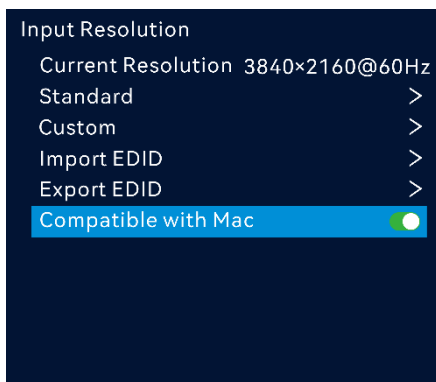 Input Resolution
Current Resolution 3840×2160@60Hz
Standard >
Custom >
Import EDID >
Export EDID >
Compatible with Mac